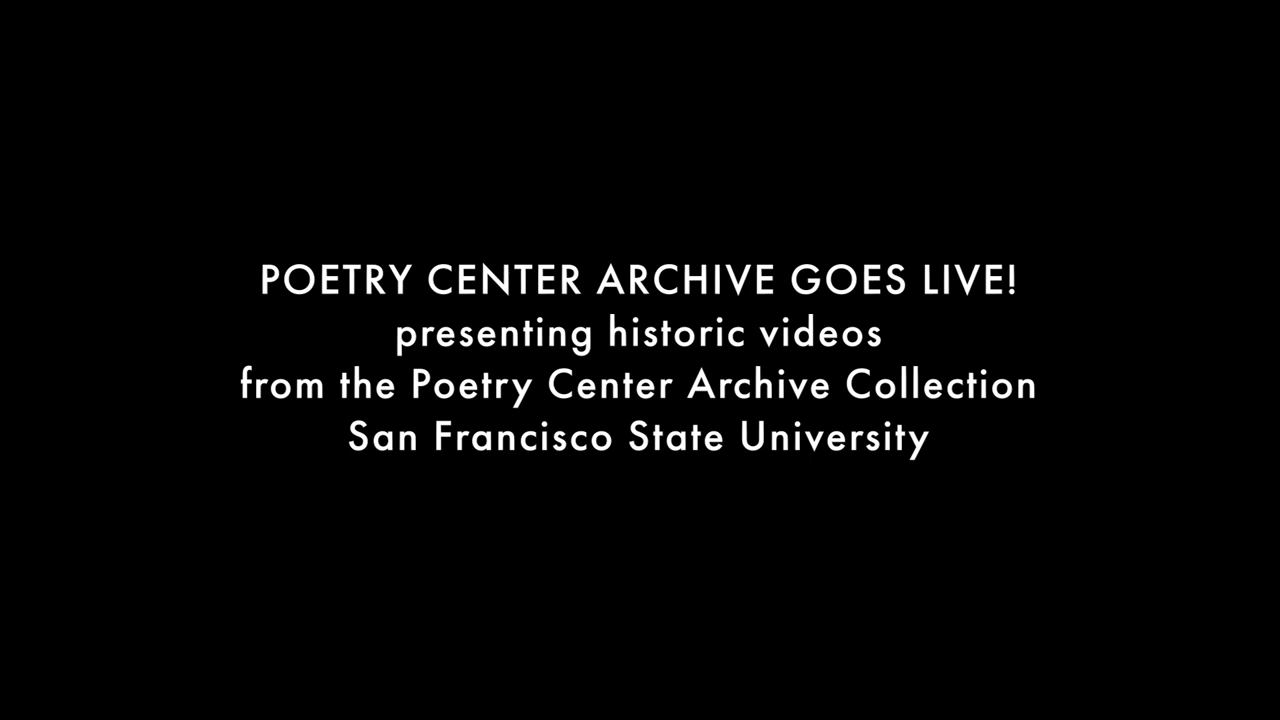 POETRY CENTER ARCHIVE GOES LIVE!
presenting historic videos
from the Poetry Center Archive Collection
San Francisco State University